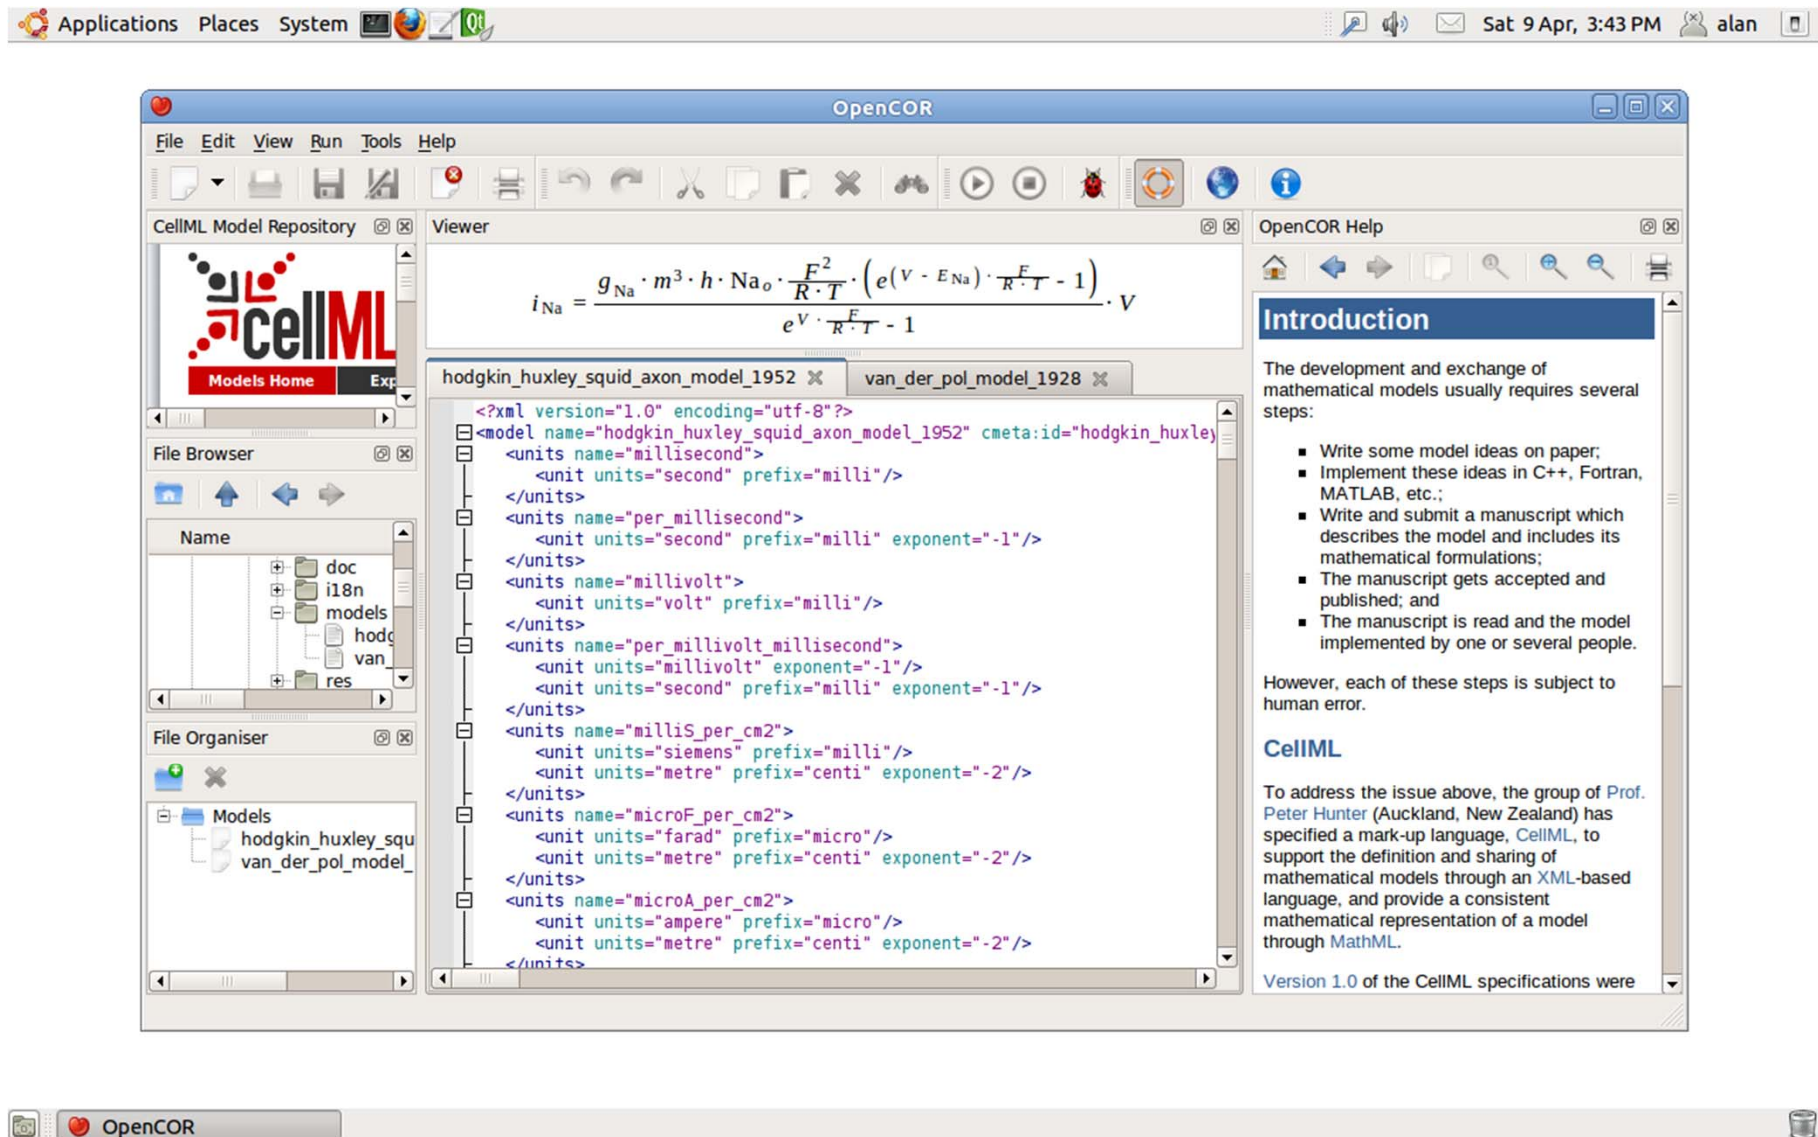 Applications Places System
Sat 9 Apr, 3:43 PM alan
OpenCOR
File Edit View Run Tools Help
CellML Model Repository
cellML
Models Home Exp
File Browser
Name
doc
i18n
models
hodg
van_
res
File Organiser
Models
hodgkin_huxley_squ
van_der_pol_model_
Viewer
i Na = g Na · m³ · h · Na o · F² / R · T · ( e^(V - E Na) · F / R · T - 1 ) / e^V · F / R · T - 1 · V
hodgkin_huxley_squid_axon_model_1952 van_der_pol_model_1928
<?xml version="1.0" encoding="utf-8"?>
<model name="hodgkin_huxley_squid_axon_model_1952" cmeta:id="hodgkin_huxley
<units name="millisecond">
<unit units="second" prefix="milli"/>
</units>
<units name="per_millisecond">
<unit units="second" prefix="milli" exponent="-1"/>
</units>
<units name="millivolt">
<unit units="volt" prefix="milli"/>
</units>
<units name="per_millivolt_millisecond">
<unit units="millivolt" exponent="-1"/>
<unit units="second" prefix="milli" exponent="-1"/>
</units>
<units name="milliS_per_cm2">
<unit units="siemens" prefix="milli"/>
<unit units="metre" prefix="centi" exponent="-2"/>
</units>
<units name="microF_per_cm2">
<unit units="farad" prefix="micro"/>
<unit units="metre" prefix="centi" exponent="-2"/>
</units>
<units name="microA_per_cm2">
<unit units="ampere" prefix="micro"/>
<unit units="metre" prefix="centi" exponent="-2"/>
</units>
OpenCOR Help
Introduction
The development and exchange of
mathematical models usually requires several
steps:
Write some model ideas on paper;
Implement these ideas in C++, Fortran,
MATLAB, etc.;
Write and submit a manuscript which
describes the model and includes its
mathematical formulations;
The manuscript gets accepted and
published; and
The manuscript is read and the model
implemented by one or several people.
However, each of these steps is subject to
human error.
CellML
To address the issue above, the group of Prof.
Peter Hunter (Auckland, New Zealand) has
specified a mark-up language, CellML, to
support the definition and sharing of
mathematical models through an XML-based
language, and provide a consistent
mathematical representation of a model
through MathML.
Version 1.0 of the CellML specifications were
OpenCOR